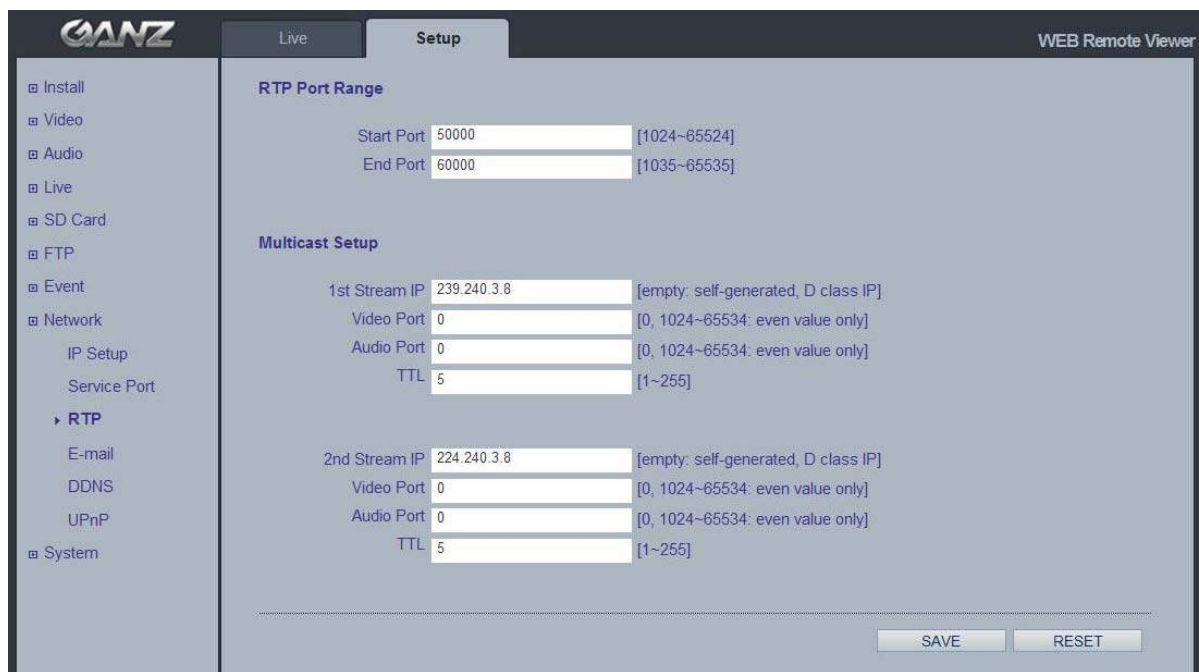 GANZ
Live
Setup
WEB Remote Viewer
Install
Video
Audio
Live
SD Card
FTP
Event
Network
IP Setup
Service Port
RTP
E-mail
DDNS
UPnP
System
RTP Port Range
Start Port 50000 [1024~65524]
End Port 60000 [1035~65535]
Multicast Setup
1st Stream IP 239.240.3.8 [empty: self-generated, D class IP]
Video Port 0 [0, 1024~65534: even value only]
Audio Port 0 [0, 1024~65534: even value only]
TTL 5 [1~255]
2nd Stream IP 224.240.3.8 [empty: self-generated, D class IP]
Video Port 0 [0, 1024~65534: even value only]
Audio Port 0 [0, 1024~65534: even value only]
TTL 5 [1~255]
SAVE
RESET